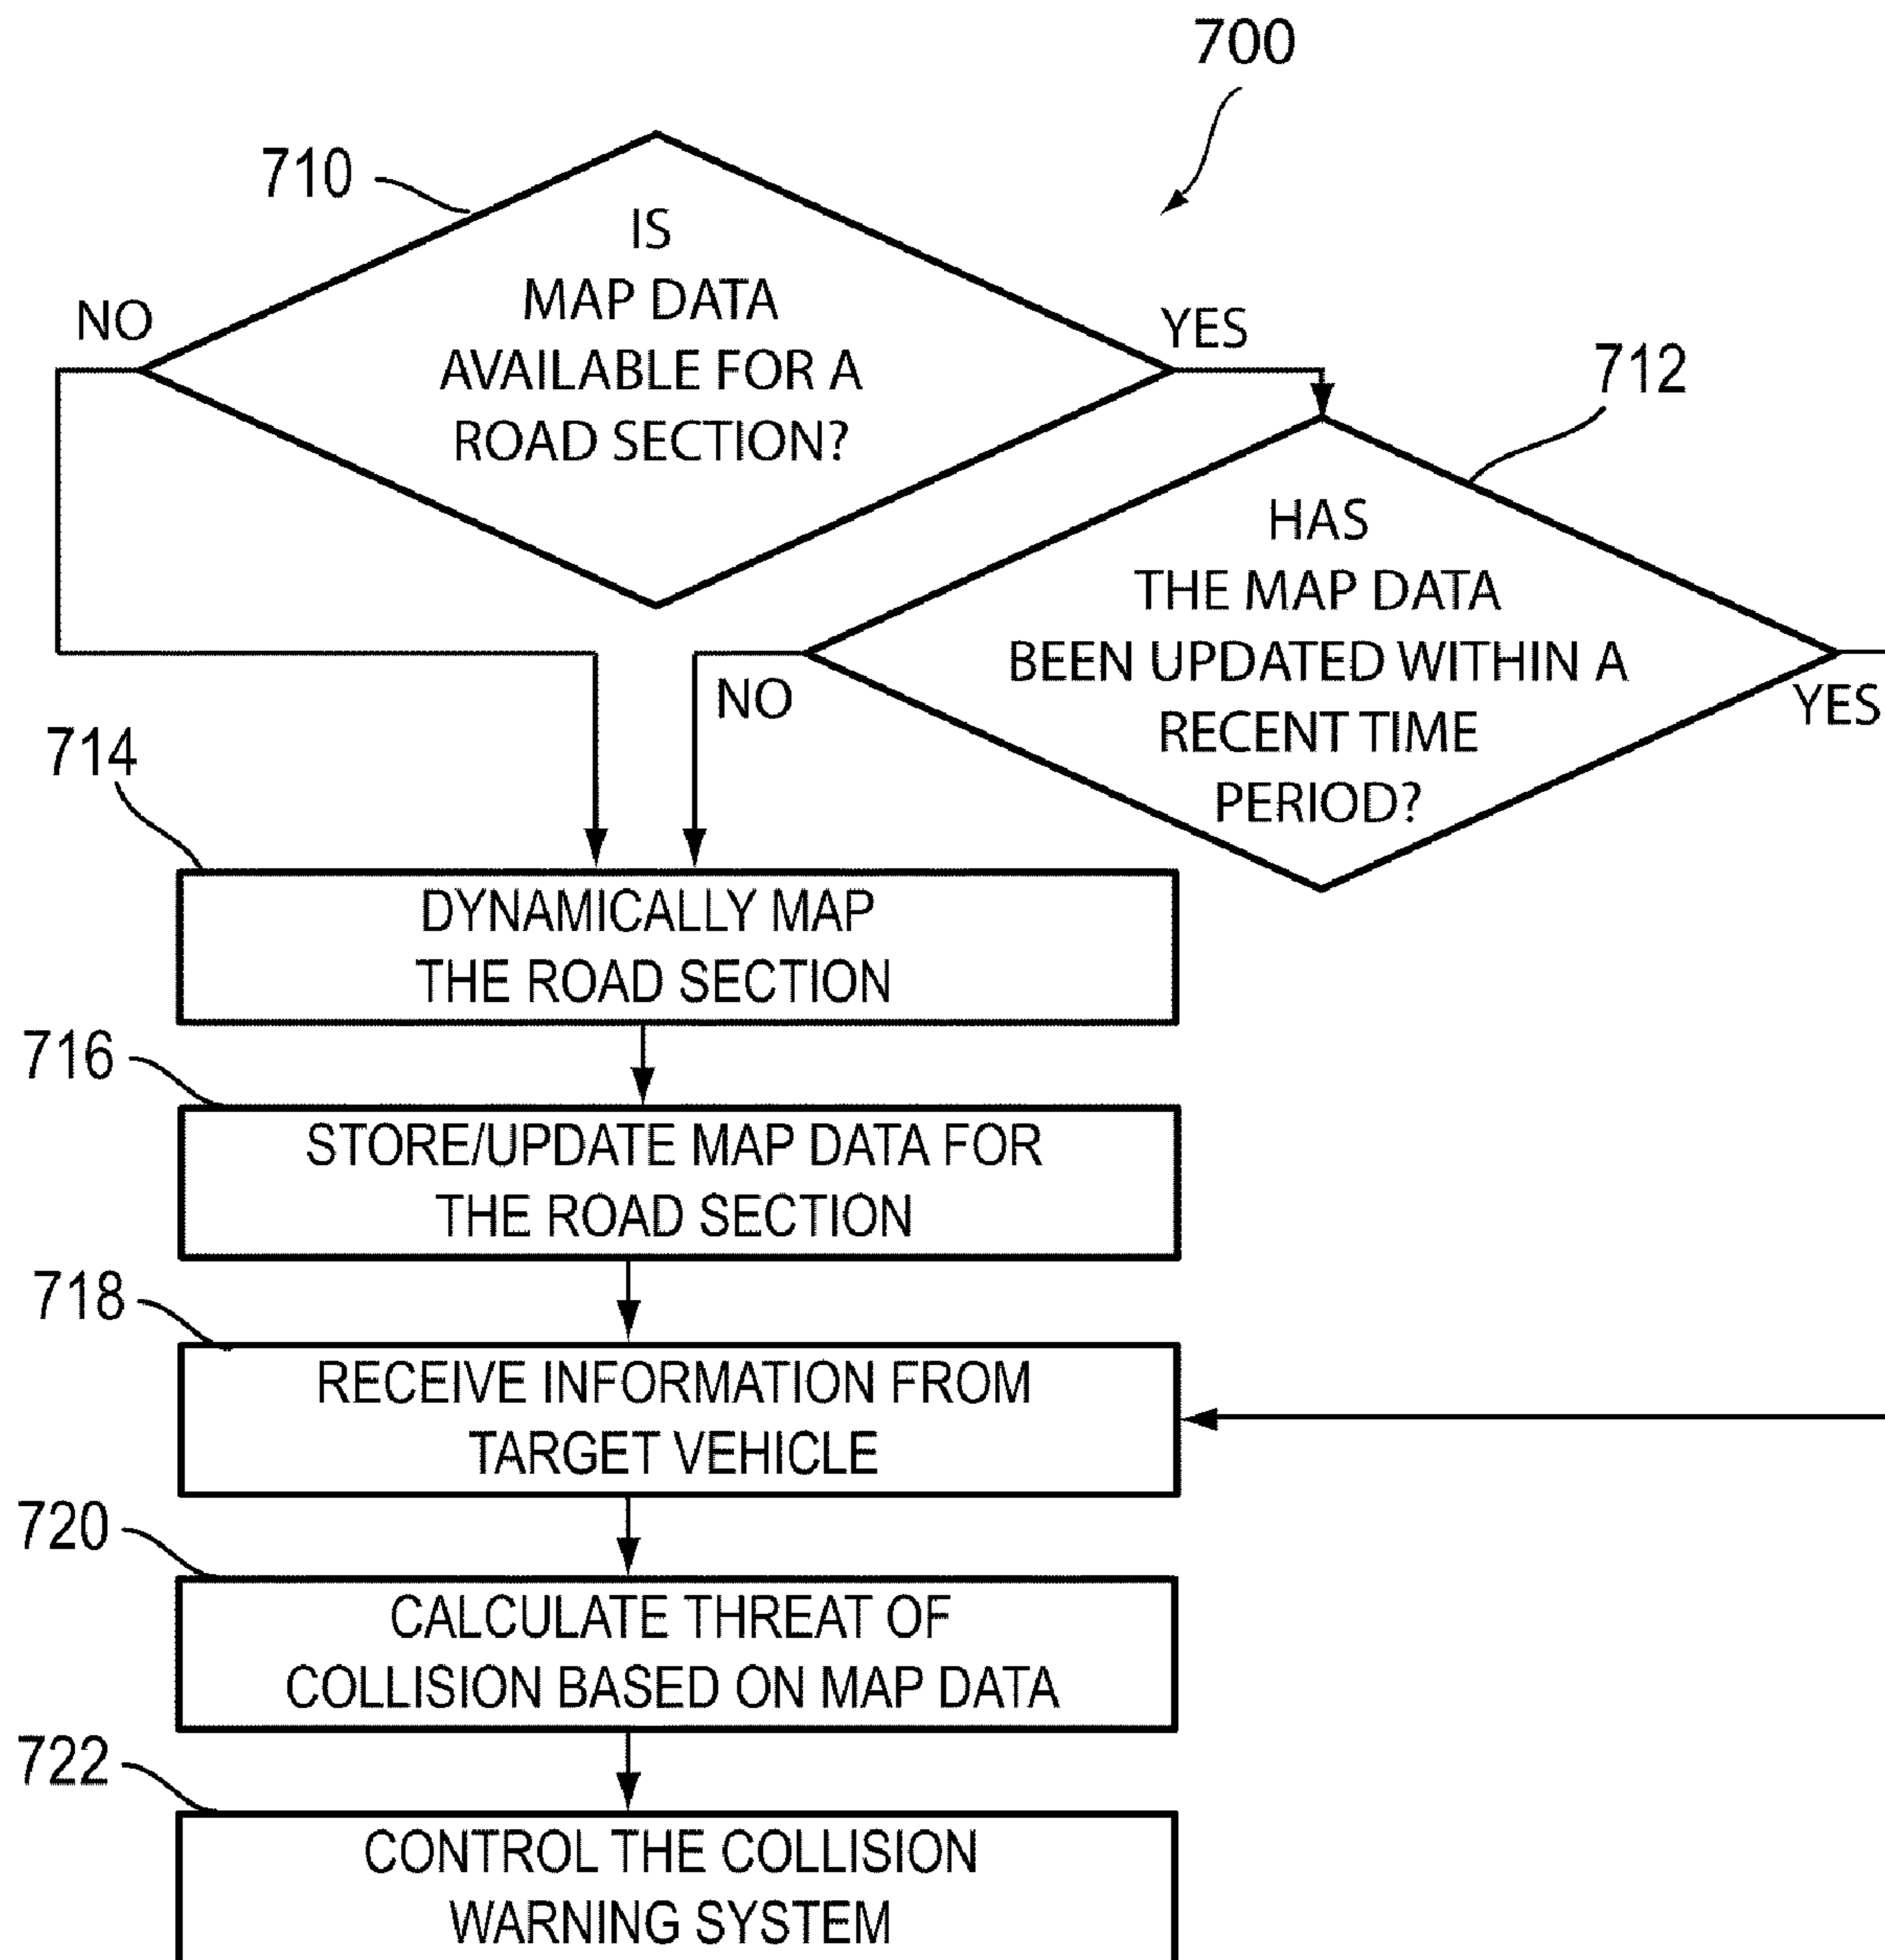 700
710
IS
MAP DATA
AVAILABLE FOR A
ROAD SECTION?
NO
YES
712
HAS
THE MAP DATA
BEEN UPDATED WITHIN A
RECENT TIME
PERIOD?
NO
YES
714
DYNAMICALLY MAP
THE ROAD SECTION
716
STORE/UPDATE MAP DATA FOR
THE ROAD SECTION
718
RECEIVE INFORMATION FROM
TARGET VEHICLE
720
CALCULATE THREAT OF
COLLISION BASED ON MAP DATA
722
CONTROL THE COLLISION
WARNING SYSTEM